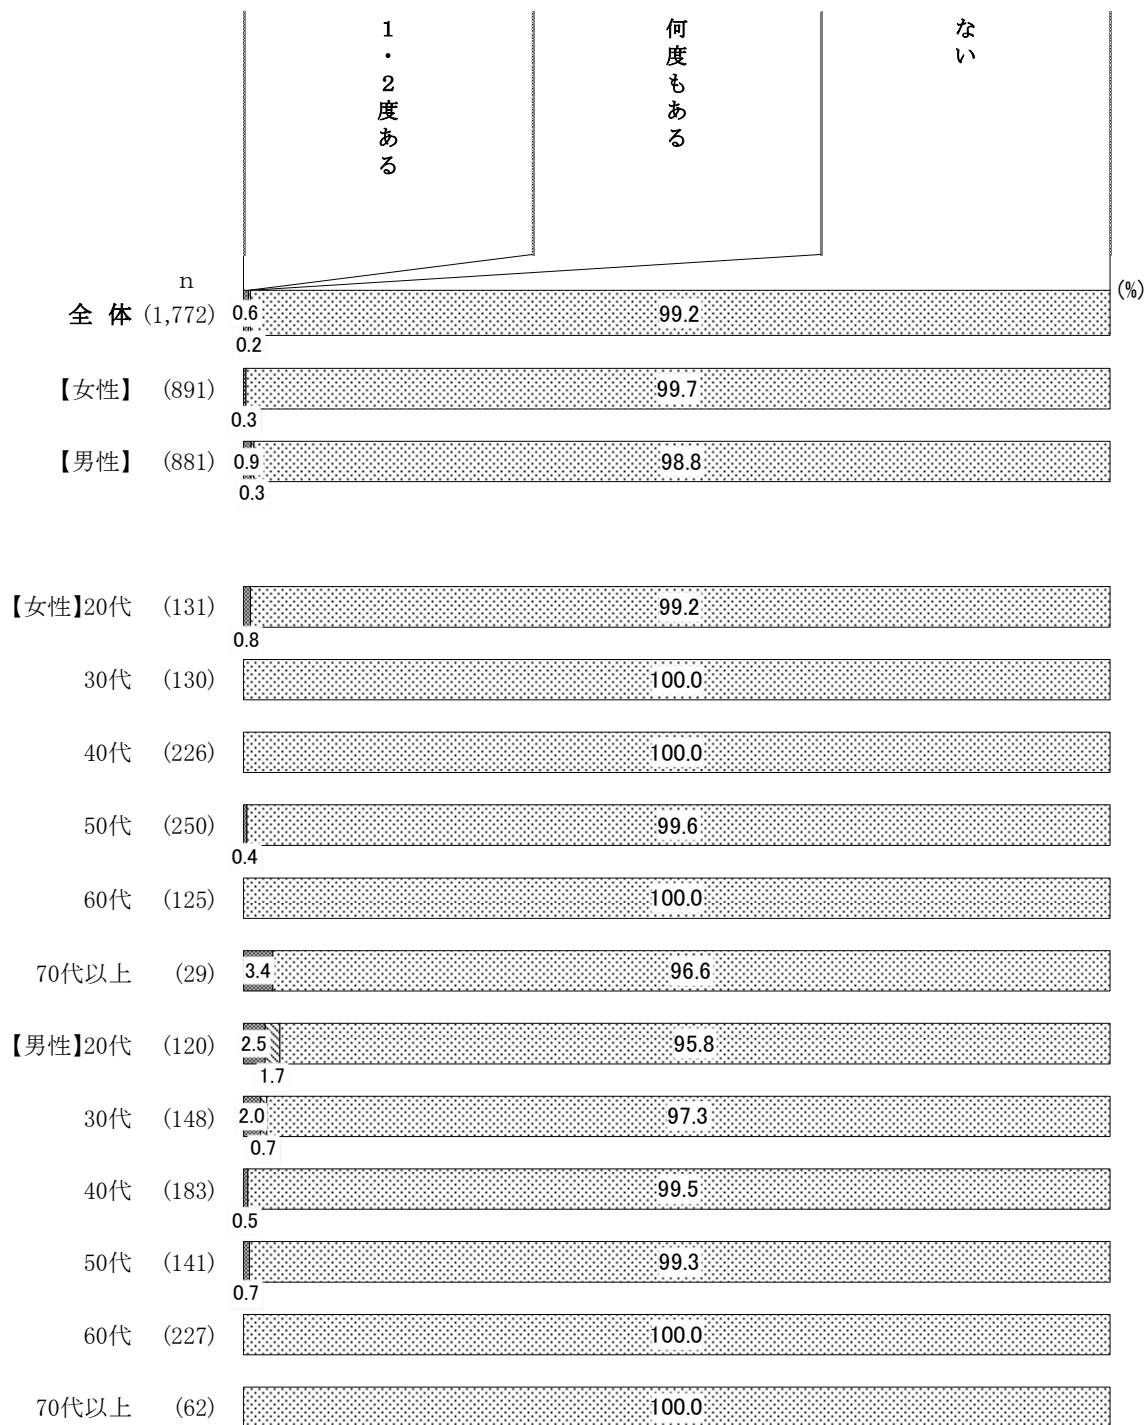 1・2度ある
何度もある
ない
n
(%)
全 体 (1,772) 0.6 99.2
0.2
【女性】 (891) 99.7
0.3
【男性】 (881) 0.9 98.8
0.3
【女性】20代 (131) 99.2
0.8
30代 (130) 100.0
40代 (226) 100.0
50代 (250) 99.6
0.4
60代 (125) 100.0
70代以上 (29) 3.4 96.6
【男性】20代 (120) 2.5 95.8
1.7
30代 (148) 2.0 97.3
0.7
40代 (183) 99.5
0.5
50代 (141) 99.3
0.7
60代 (227) 100.0
70代以上 (62) 100.0